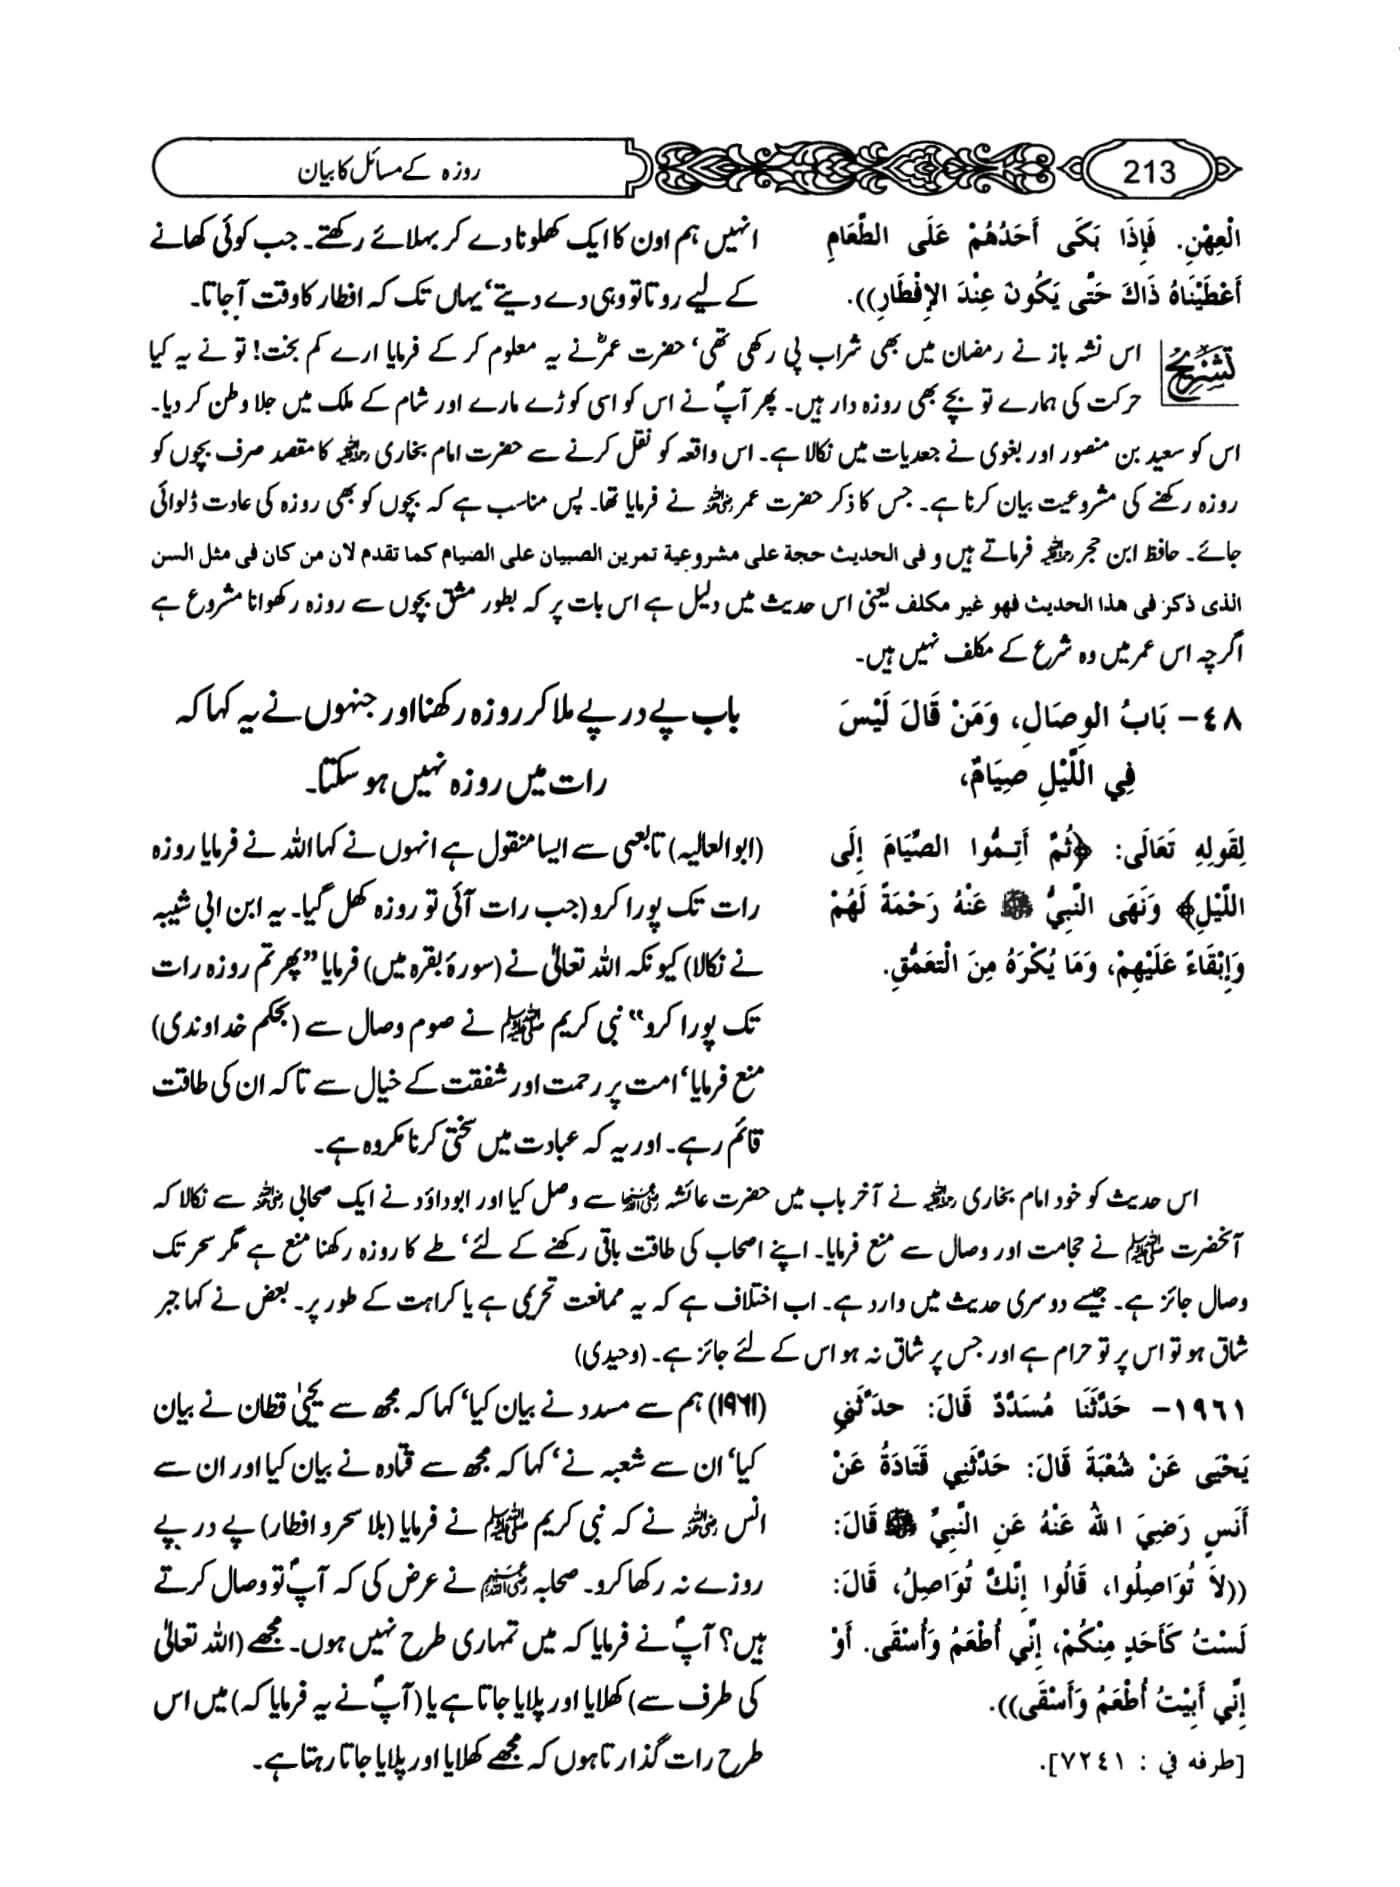 213
روزہ کے مسائل کا بیان
الْعِهْنِ. فَإِذَا بَكَى أَحَدُهُمْ عَلَى الطَّعَامِ
أَعْطَيْنَاهُ ذَاكَ حَتَّى يَكُونَ عِنْدَ الإِفْطَارِ)).
انہیں ہم اون کا ایک کھلونا دے کر بہلائے رکھتے۔ جب کوئی کھانے
کے لیے روتا تو وہی دے دیتے‘ یہاں تک کہ افطار کا وقت آجاتا۔
تشریح
اس نشہ باز نے رمضان میں بھی شراب پی رکھی تھی‘ حضرت عمرؓ نے یہ معلوم کر کے فرمایا ارے کم بخت! تو نے یہ کیا
حرکت کی ہمارے تو بچے بھی روزہ دار ہیں۔ پھر آپؓ نے اس کو اسی کوڑے مارے اور شام کے ملک میں جلا وطن کر دیا۔
اس کو سعید بن منصور اور بغوی نے جعدیات میں نکالا ہے۔ اس واقعہ کو نقل کرنے سے حضرت امام بخاری رحمۃ اللہ علیہ کا مقصد صرف بچوں کو
روزہ رکھنے کی مشروعیت بیان کرنا ہے۔ جس کا ذکر حضرت عمر رضی اللہ عنہ نے فرمایا تھا۔ پس مناسب ہے کہ بچوں کو بھی روزہ کی عادت ڈلوائی
جائے۔ حافظ ابن حجر رحمۃ اللہ علیہ فرماتے ہیں و فی الحدیث حجة علی مشروعیة تمرین الصبیان علی الصیام کما تقدم لان من کان فی مثل السن
الذی ذکر فی هذا الحدیث فهو غیر مکلف یعنی اس حدیث میں دلیل ہے اس بات پر کہ بطور مشق بچوں سے روزہ رکھوانا مشروع ہے
اگرچہ اس عمر میں وہ شرع کے مکلف نہیں ہیں۔
٤٨- بَابُ الوِصَالِ، وَمَنْ قَالَ لَيْسَ
فِي اللَّيْلِ صِيَامٌ،
باب پے در پے ملا کر روزہ رکھنا اور جنہوں نے یہ کہا کہ
رات میں روزہ نہیں ہو سکتا۔
لِقَولِهِ تَعَالَى: ﴿ثُمَّ أَتِمُّوا الصِّيَامَ إِلَى
اللَّيْلِ﴾ وَنَهَى النَّبِيُّ ﷺ عَنْهُ رَحْمَةً لَهُمْ
وَإِبْقَاءً عَلَيْهِمْ، وَمَا يُكْرَهُ مِنَ الْتعَمُّقِ.
(ابو العالیہ) تابعی سے ایسا منقول ہے انہوں نے کہا اللہ نے فرمایا روزہ
رات تک پورا کرو (جب رات آئی تو روزہ کھل گیا۔ یہ ابن ابی شیبہ
نے نکالا) کیونکہ اللہ تعالیٰ نے (سورۂ بقرہ میں) فرمایا ”پھر تم روزہ رات
تک پورا کرو“ نبی کریم ﷺ نے صوم وصال سے (بحکم خداوندی)
منع فرمایا‘ امت پر رحمت اور شفقت کے خیال سے تاکہ ان کی طاقت
قائم رہے۔ اور یہ کہ عبادت میں سختی کرنا مکروہ ہے۔
اس حدیث کو خود امام بخاری رحمۃ اللہ علیہ نے آخر باب میں حضرت عائشہ رضی اللہ عنہا سے وصل کیا اور ابوداؤد نے ایک صحابی رضی اللہ عنہ سے نکالا کہ
آنحضرت ﷺ نے حجامت اور وصال سے منع فرمایا۔ اپنے اصحاب کی طاقت باقی رکھنے کے لئے‘ طے کا روزہ رکھنا منع ہے مگر سحر تک
وصال جائز ہے۔ جیسے دوسری حدیث میں وارد ہے۔ اب اختلاف ہے کہ یہ ممانعت تحریمی ہے یا کراہت کے طور پر۔ بعض نے کہا جبر
شاق ہو تو اس پر تو حرام ہے اور جس پر شاق نہ ہو اس کے لئے جائز ہے۔ (وحیدی)
١٩٦١- حَدَّثَنَا مُسَدَّدٌ قَالَ: حدَّثَنِي
يَحْيَى عَنْ شُعْبَةَ قَالَ: حَدَّثَنِي قَتَادَةُ عَنْ
أَنَسٍ رَضِيَ اللهُ عَنْهُ عَنِ النَّبِيِّ ﷺ قَالَ:
((لاَ تُوَاصِلُوا، قَالُوا إِنَّكَ تُوَاصِلُ، قَالَ:
لَسْتُ كَأَحَدٍ مِنْكُمْ، إِنِّي أُطْعَمُ وَأُسْقَى. أَوْ
إِنِّي أَبِيْتُ أُطْعَمُ وَأُسْقَى)).
[طرفه في : ٧٢٤١].
(۱۹۶۱) ہم سے مسدد نے بیان کیا‘ کہا کہ مجھ سے یحییٰ قطان نے بیان
کیا‘ ان سے شعبہ نے‘ کہا کہ مجھ سے قتادہ نے بیان کیا اور ان سے
انس رضی اللہ عنہ نے کہ نبی کریم ﷺ نے فرمایا (بلا سحر و افطار) پے در پے
روزے نہ رکھا کرو۔ صحابہ رضی اللہ عنہم نے عرض کی کہ آپؐ تو وصال کرتے
ہیں؟ آپؐ نے فرمایا کہ میں تمہاری طرح نہیں ہوں۔ مجھے (اللہ تعالیٰ
کی طرف سے) کھلایا اور پلایا جاتا ہے یا (آپؐ نے یہ فرمایا کہ) میں اس
طرح رات گذارتا ہوں کہ مجھے کھلایا اور پلایا جاتا رہتا ہے۔